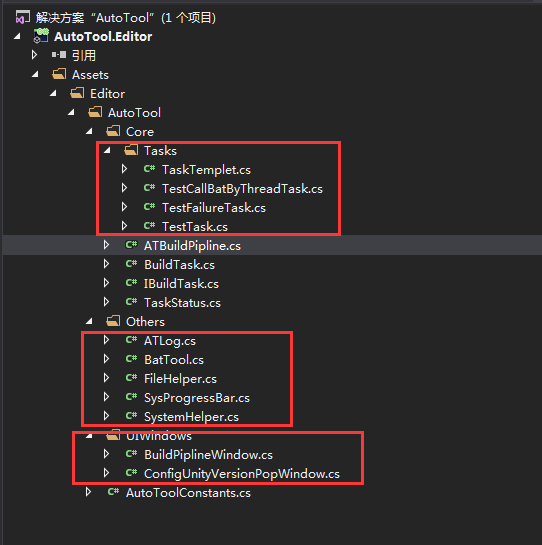 解决方案“AutoTool”(1 个项目)
AutoTool.Editor
引用
Assets
Editor
AutoTool
Core
Tasks
C# TaskTemplet.cs
C# TestCallBatByThreadTask.cs
C# TestFailureTask.cs
C# TestTask.cs
C# ATBuildPipline.cs
C# BuildTask.cs
C# IBuildTask.cs
C# TaskStatus.cs
Others
C# ATLog.cs
C# BatTool.cs
C# FileHelper.cs
C# SysProgressBar.cs
C# SystemHelper.cs
UIWindows
C# BuildPiplineWindow.cs
C# ConfigUnityVersionPopWindow.cs
C# AutoToolConstants.cs